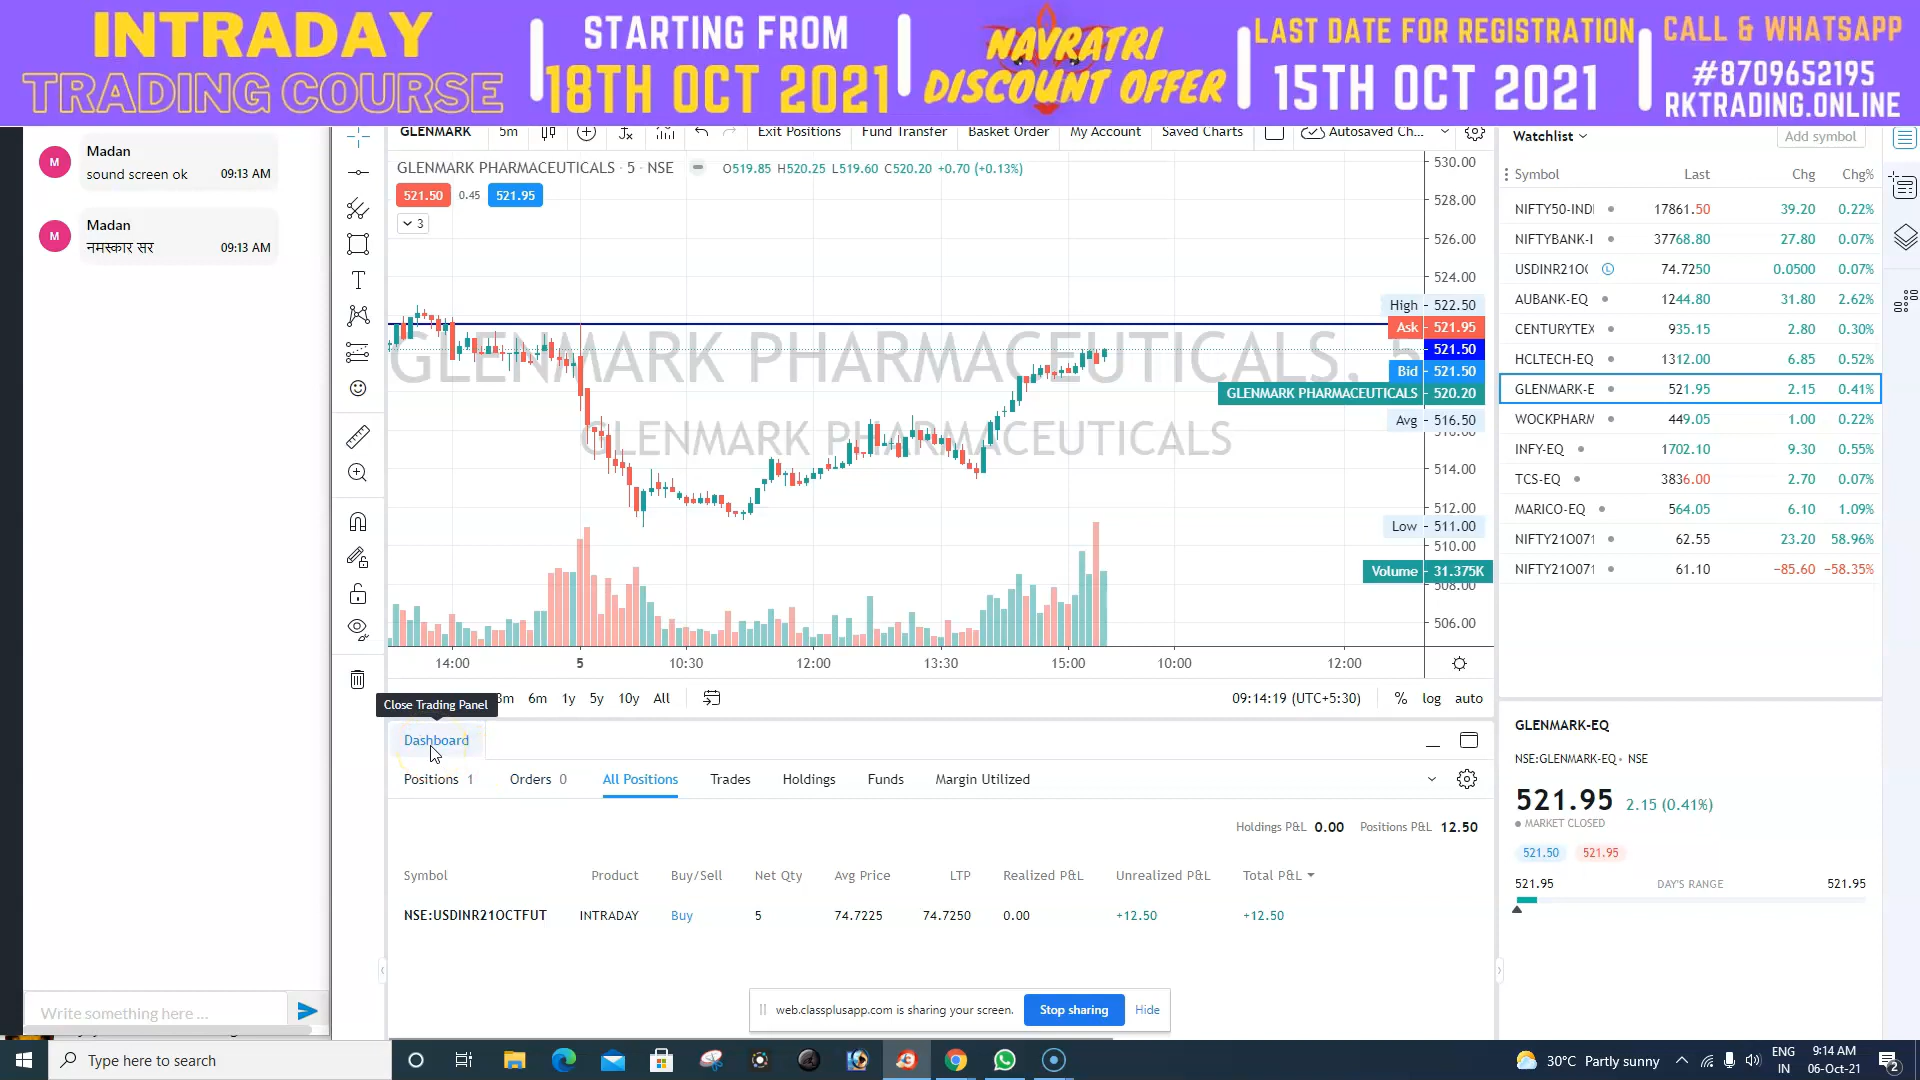 INTRADAY
TRADING COURSE
STARTING FROM
18TH OCT 2021
NAVRATRI
DISCOUNT OFFER
LAST DATE FOR REGISTRATION
15TH OCT 2021
CALL & WHATSAPP
#8709652195
RKTRADING.ONLINE
M
Madan
sound screen ok 09:13 AM
M
Madan
नमस्कार सर 09:13 AM
Write something here ...
GLENMARK 5m Exit Positions Fund Transfer Basket Order My Account Saved Charts Autosaved Ch...
GLENMARK PHARMACEUTICALS · 5 · NSE O519.85 H520.25 L519.60 C520.20 +0.70 (+0.13%)
521.50 0.45 521.95
3
GLENMARK PHARMACEUTICALS, 5
GLENMARK PHARMACEUTICALS
530.00
528.00
526.00
524.00
High 522.50
Ask 521.95
521.50
Bid 521.50
GLENMARK PHARMACEUTICALS 520.20
Avg 516.50
514.00
512.00
Low 511.00
510.00
Volume 31.375K
508.00
506.00
14:00 5 10:30 12:00 13:30 15:00 10:00 12:00
Close Trading Panel
3m 6m 1y 5y 10y All 09:14:19 (UTC+5:30) % log auto
Dashboard
Positions 1 Orders 0 All Positions Trades Holdings Funds Margin Utilized
Holdings P&L 0.00 Positions P&L 12.50
Symbol Product Buy/Sell Net Qty Avg Price LTP Realized P&L Unrealized P&L Total P&L
NSE:USDINR21OCTFUT INTRADAY Buy 5 74.7225 74.7250 0.00 +12.50 +12.50
web.classplusapp.com is sharing your screen. Stop sharing Hide
Watchlist Add symbol
Symbol Last Chg Chg%
NIFTY50-INDI 17861.50 39.20 0.22%
NIFTYBANK-I 37768.80 27.80 0.07%
USDINR21O L 74.7250 0.0500 0.07%
AUBANK-EQ 1244.80 31.80 2.62%
CENTURYTEX 935.15 2.80 0.30%
HCLTECH-EQ 1312.00 6.85 0.52%
GLENMARK-E 521.95 2.15 0.41%
WOCKPHARM 449.05 1.00 0.22%
INFY-EQ 1702.10 9.30 0.55%
TCS-EQ 3836.00 2.70 0.07%
MARICO-EQ 564.05 6.10 1.09%
NIFTY21O071 62.55 23.20 58.96%
NIFTY21O071 61.10 −85.60 −58.35%
GLENMARK-EQ
NSE:GLENMARK-EQ • NSE
521.95 2.15 (0.41%)
MARKET CLOSED
521.50 521.95
521.95 DAY'S RANGE 521.95
Type here to search
30°C Partly sunny
ENG
IN
9:14 AM
06-Oct-21
2